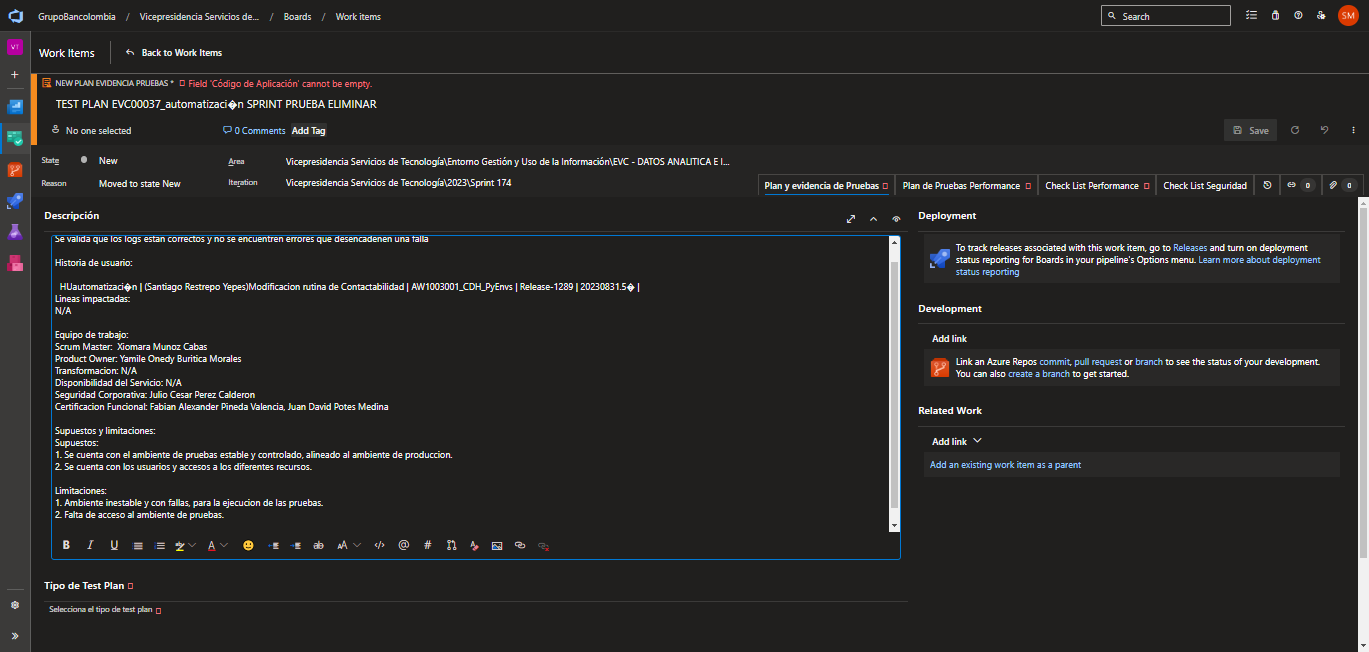 GrupoBancolombia / Vicepresidencia Servicios de... / Boards / Work items
Search
SM
VT
Work Items
Back to Work Items
NEW PLAN EVIDENCIA PRUEBAS * Field 'Código de Aplicación' cannot be empty.
TEST PLAN EVC00037_automatizaci�n SPRINT PRUEBA ELIMINAR
No one selected
0 Comments
Add Tag
Save
State
New
Area
Vicepresidencia Servicios de Tecnología\Entorno Gestión y Uso de la Información\EVC - DATOS ANALITICA E I...
Reason
Moved to state New
Iteration
Vicepresidencia Servicios de Tecnología\2023\Sprint 174
Plan y evidencia de Pruebas
Plan de Pruebas Performance
Check List Performance
Check List Seguridad
0
0
Descripción
Se valida que los logs estan correctos y no se encuentren errores que desencadenen una falla
Historia de usuario:
HUautomatizaci�n | (Santiago Restrepo Yepes)Modificacion rutina de Contactabilidad | AW1003001_CDH_PyEnvs | Release-1289 | 20230831.5� |
Lineas impactadas:
N/A
Equipo de trabajo:
Scrum Master: Xiomara Munoz Cabas
Product Owner: Yamile Onedy Buritica Morales
Transformacion: N/A
Disponibilidad del Servicio: N/A
Seguridad Corporativa: Julio Cesar Perez Calderon
Certificacion Funcional: Fabian Alexander Pineda Valencia, Juan David Potes Medina
Supuestos y limitaciones:
Supuestos:
1. Se cuenta con el ambiente de pruebas estable y controlado, alineado al ambiente de produccion.
2. Se cuenta con los usuarios y accesos a los diferentes recursos.
Limitaciones:
1. Ambiente inestable y con fallas, para la ejecucion de las pruebas.
2. Falta de acceso al ambiente de pruebas.
Tipo de Test Plan
Selecciona el tipo de test plan
Deployment
To track releases associated with this work item, go to Releases and turn on deployment
status reporting for Boards in your pipeline's Options menu. Learn more about deployment
status reporting
Development
Add link
Link an Azure Repos commit, pull request or branch to see the status of your development.
You can also create a branch to get started.
Related Work
Add link
Add an existing work item as a parent